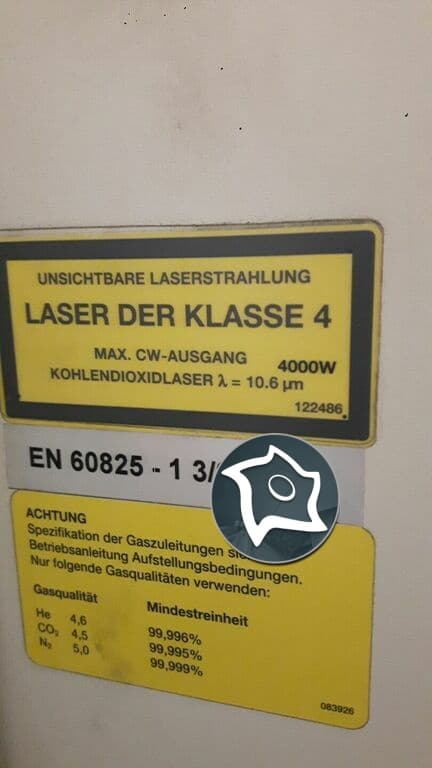 UNSICHTBARE LASERSTRAHLUNG
LASER DER KLASSE 4
MAX. CW-AUSGANG 4000W
KOHLENDIOXIDLASER λ = 10.6 µm
122486
EN 60825 - 1 3/
ACHTUNG
Spezifikation der Gaszuleitungen
Betriebsanleitung Aufstellungsbedingungen.
Nur folgende Gasqualitäten verwenden:
Gasqualität Mindestreinheit
He 4,6 99,996%
CO₂ 4,5 99,995%
N₂ 5,0 99,999%
083926